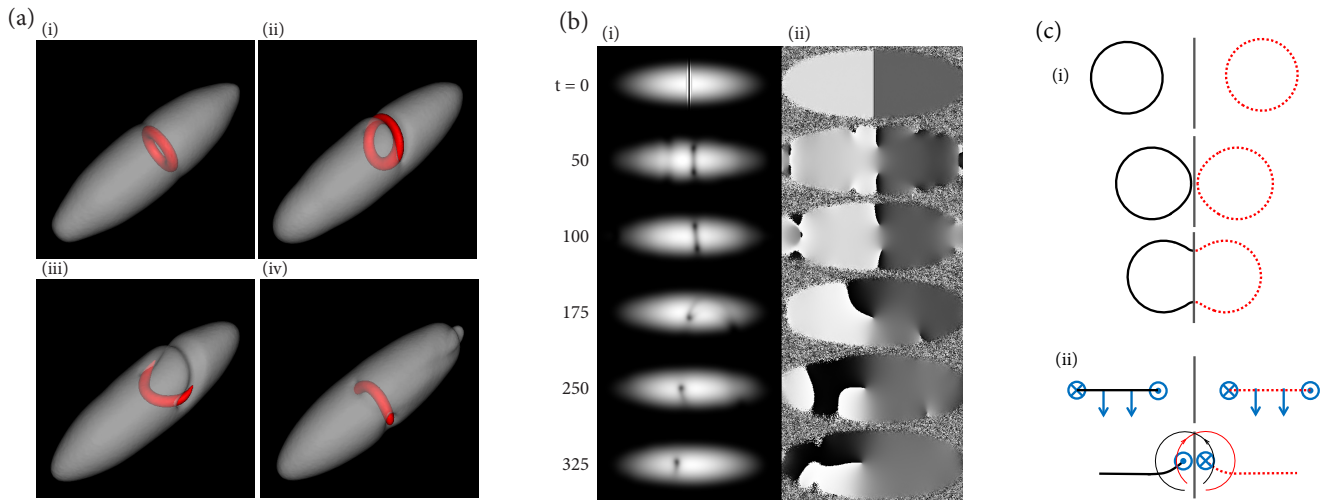 (a)
(i)
(ii)
(iii)
(iv)
(b)
(i)
(ii)
t = 0
50
100
175
250
325
(c)
(i)
(ii)